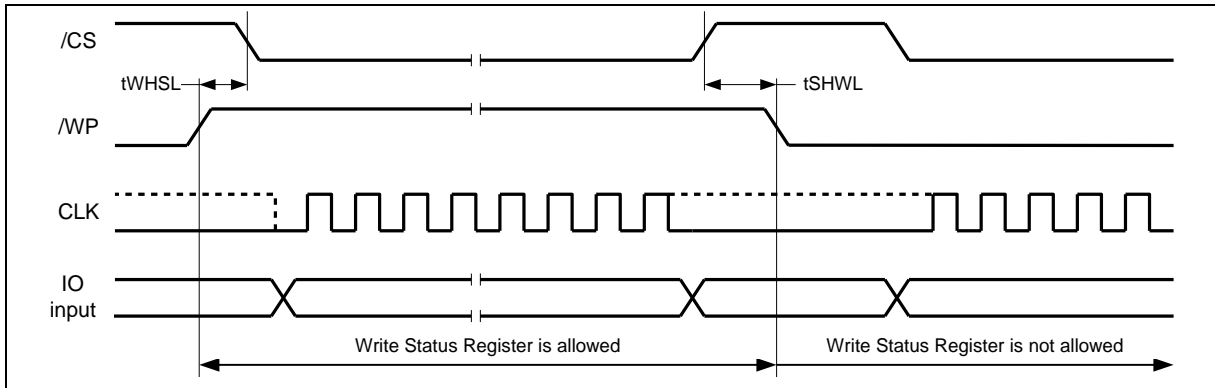 /CS
tWHSL
tSHWL
/WP
CLK
IO
input
Write Status Register is allowed
Write Status Register is not allowed